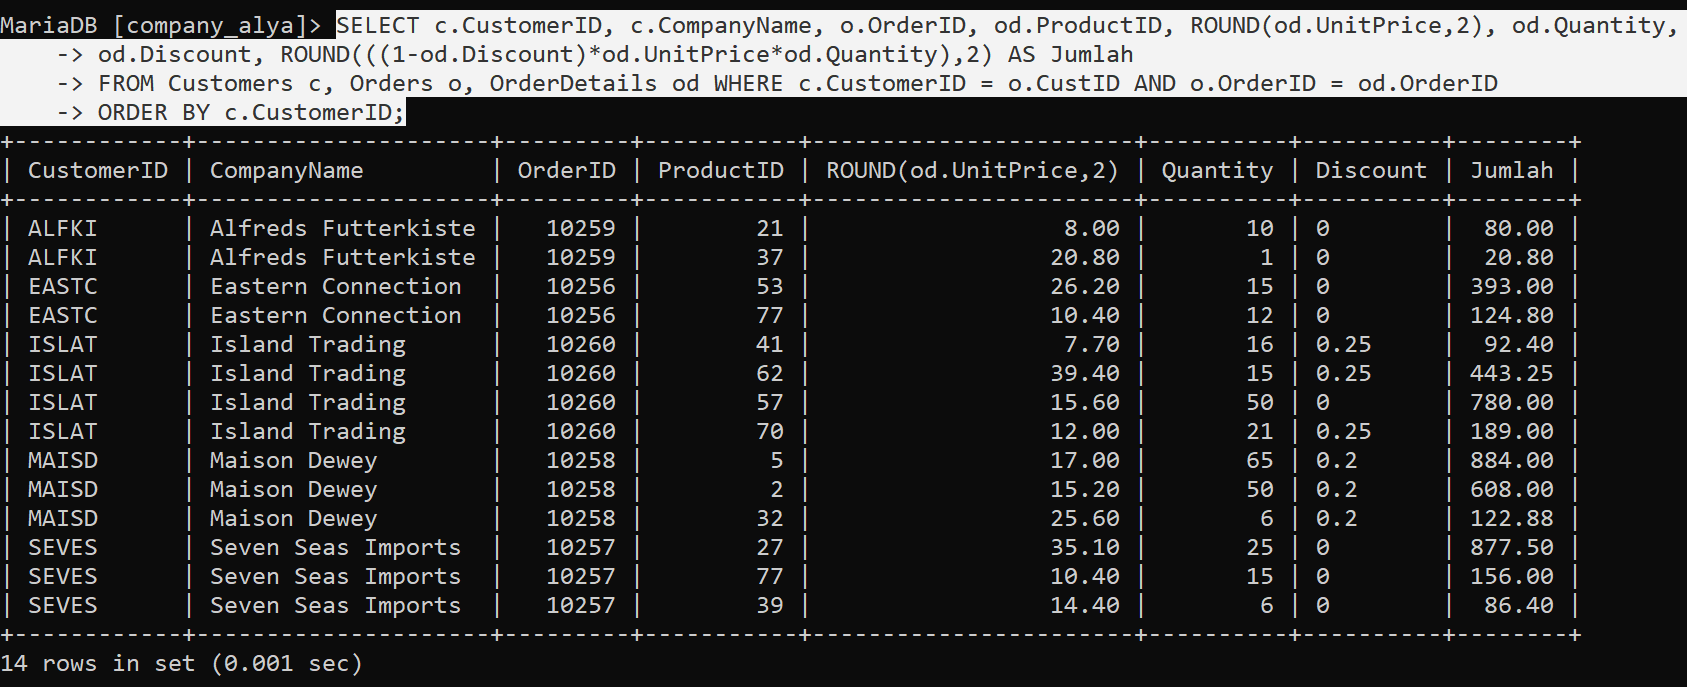 MariaDB [company_alya]> SELECT c.CustomerID, c.CompanyName, o.OrderID, od.ProductID, ROUND(od.UnitPrice,2), od.Quantity,
    -> od.Discount, ROUND(((1-od.Discount)*od.UnitPrice*od.Quantity),2) AS Jumlah
    -> FROM Customers c, Orders o, OrderDetails od WHERE c.CustomerID = o.CustID AND o.OrderID = od.OrderID
    -> ORDER BY c.CustomerID;
+------------+---------------------+---------+-----------+-----------------------+----------+----------+--------+
| CustomerID | CompanyName         | OrderID | ProductID | ROUND(od.UnitPrice,2) | Quantity | Discount | Jumlah |
+------------+---------------------+---------+-----------+-----------------------+----------+----------+--------+
| ALFKI      | Alfreds Futterkiste |   10259 |        21 |                  8.00 |       10 | 0        |  80.00 |
| ALFKI      | Alfreds Futterkiste |   10259 |        37 |                 20.80 |        1 | 0        |  20.80 |
| EASTC      | Eastern Connection  |   10256 |        53 |                 26.20 |       15 | 0        | 393.00 |
| EASTC      | Eastern Connection  |   10256 |        77 |                 10.40 |       12 | 0        | 124.80 |
| ISLAT      | Island Trading      |   10260 |        41 |                  7.70 |       16 | 0.25     |  92.40 |
| ISLAT      | Island Trading      |   10260 |        62 |                 39.40 |       15 | 0.25     | 443.25 |
| ISLAT      | Island Trading      |   10260 |        57 |                 15.60 |       50 | 0        | 780.00 |
| ISLAT      | Island Trading      |   10260 |        70 |                 12.00 |       21 | 0.25     | 189.00 |
| MAISD      | Maison Dewey        |   10258 |         5 |                 17.00 |       65 | 0.2      | 884.00 |
| MAISD      | Maison Dewey        |   10258 |         2 |                 15.20 |       50 | 0.2      | 608.00 |
| MAISD      | Maison Dewey        |   10258 |        32 |                 25.60 |        6 | 0.2      | 122.88 |
| SEVES      | Seven Seas Imports  |   10257 |        27 |                 35.10 |       25 | 0        | 877.50 |
| SEVES      | Seven Seas Imports  |   10257 |        77 |                 10.40 |       15 | 0        | 156.00 |
| SEVES      | Seven Seas Imports  |   10257 |        39 |                 14.40 |        6 | 0        |  86.40 |
+------------+---------------------+---------+-----------+-----------------------+----------+----------+--------+
14 rows in set (0.001 sec)